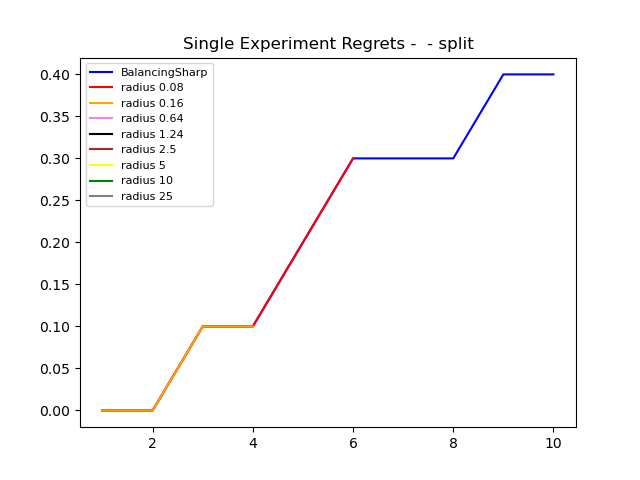 Single Experiment Regrets -  - split
BalancingSharp
radius 0.08
radius 0.16
radius 0.64
radius 1.24
radius 2.5
radius 5
radius 10
radius 25
0.40
0.35
0.30
0.25
0.20
0.15
0.10
0.05
0.00
2 4 6 8 10